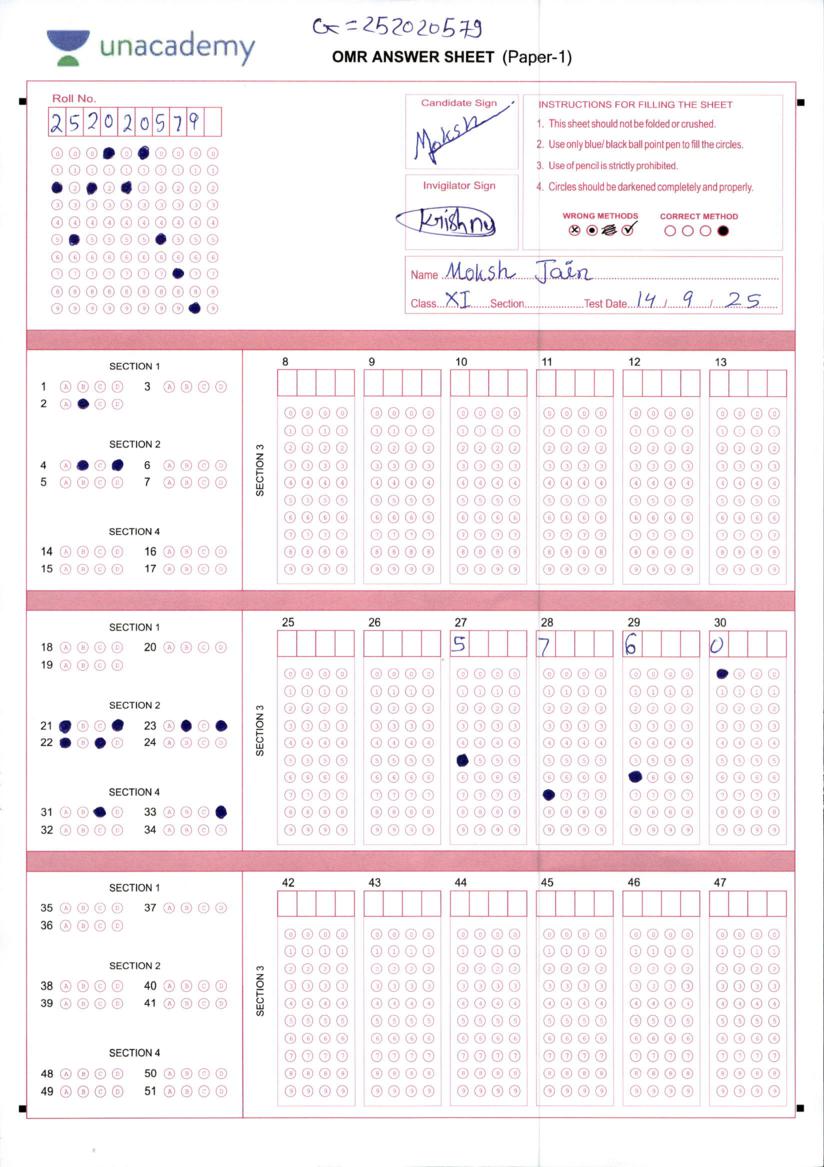 G = 252020579
unacademy
OMR ANSWER SHEET (Paper-1)
Roll No.
2 5 2 0 2 0 5 7 9
Candidate Sign
Moksh
Invigilator Sign
Krishnu
INSTRUCTIONS FOR FILLING THE SHEET
1. This sheet should not be folded or crushed.
2. Use only blue/ black ball point pen to fill the circles.
3. Use of pencil is strictly prohibited.
4. Circles should be darkened completely and properly.
WRONG METHODS CORRECT METHOD
Name Moksh Jain
Class XI Section Test Date 14 / 9 / 25
SECTION 1
1 A B C D 3 A B C D
2 A C D
SECTION 2
4 A C 6 A B C D
5 A B C D 7 A B C D
SECTION 4
14 A B C D 16 A B C D
15 A B C D 17 A B C D
SECTION 3
8 9 10 11 12 13
SECTION 1
18 A B C D 20 A B C D
19 A B C D
SECTION 2
21 B C 23 A C
22 B D 24 A B C D
SECTION 4
31 A B D 33 A B C
32 A B C D 34 A B C D
SECTION 3
25 26 27 28 29 30
5 7 6 0
SECTION 1
35 A B C D 37 A B C D
36 A B C D
SECTION 2
38 A B C D 40 A B C D
39 A B C D 41 A B C D
SECTION 4
48 A B C D 50 A B C D
49 A B C D 51 A B C D
SECTION 3
42 43 44 45 46 47